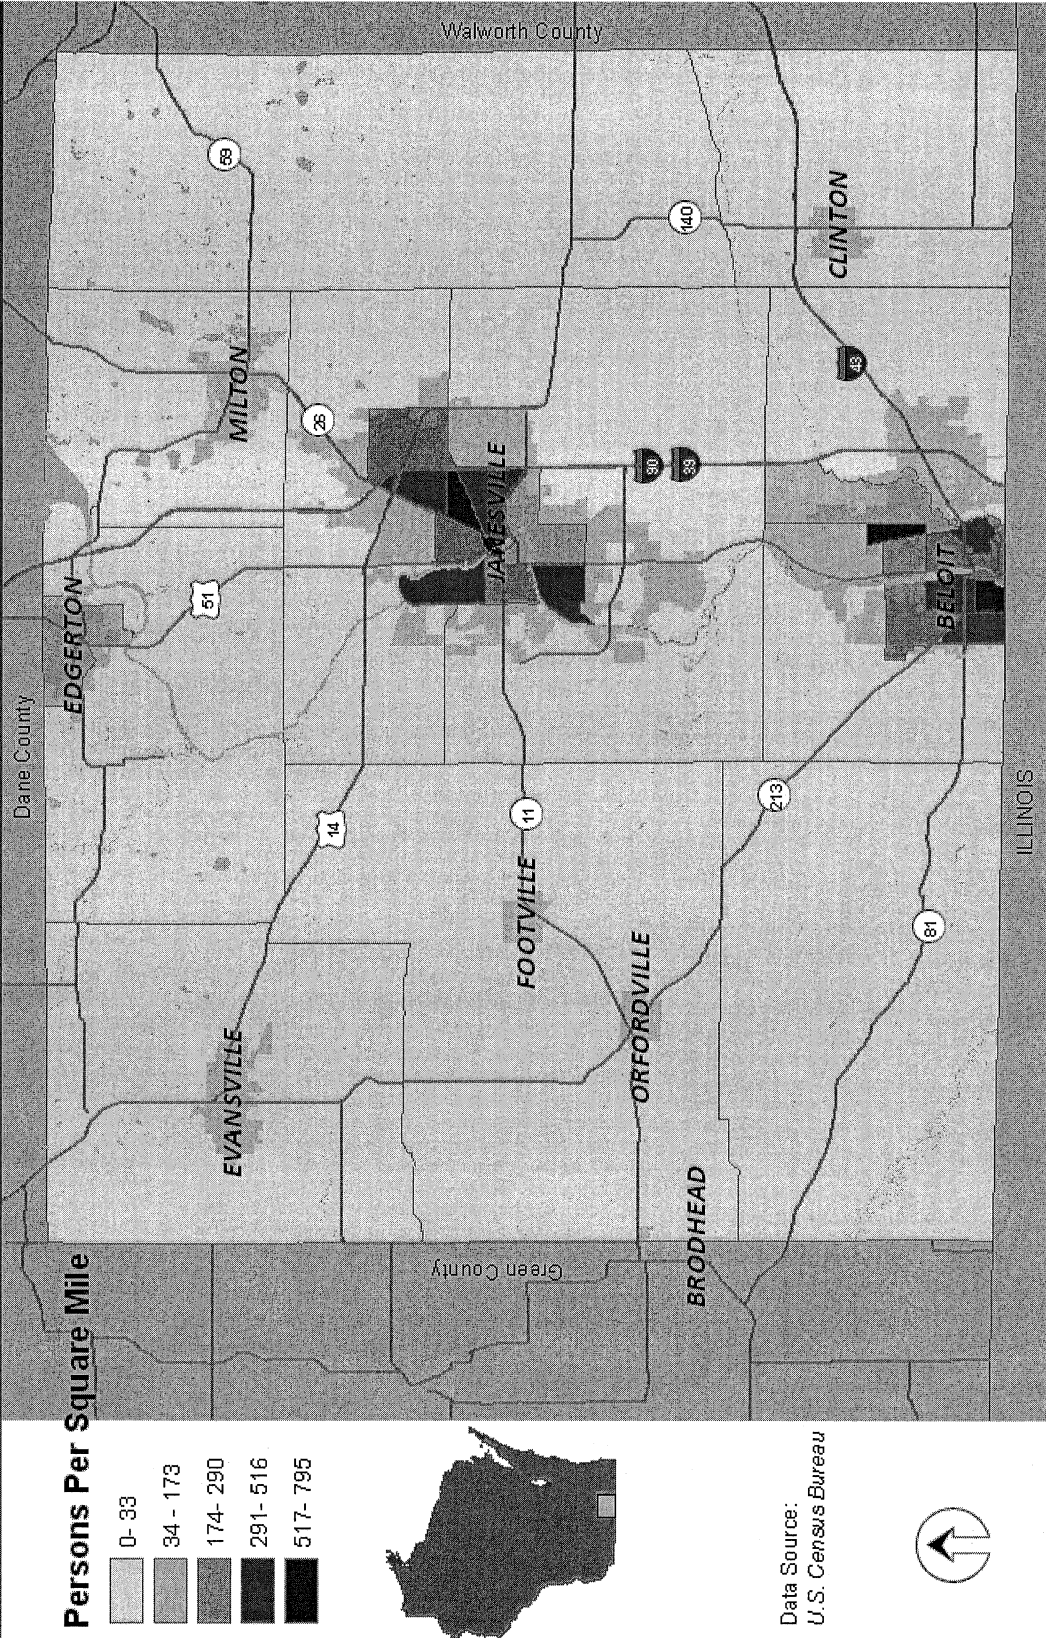 Persons Per Square Mile
0- 33
34 - 173
174- 290
291- 516
517- 795
Data Source:
U.S. Census Bureau
Dane County
Walworth County
Green County
ILLINOIS
EDGERTON
MILTON
EVANSVILLE
JANESVILLE
FOOTVILLE
ORFORDVILLE
BRODHEAD
BELOIT
CLINTON
59
26
51
14
11
140
90
39
43
213
81